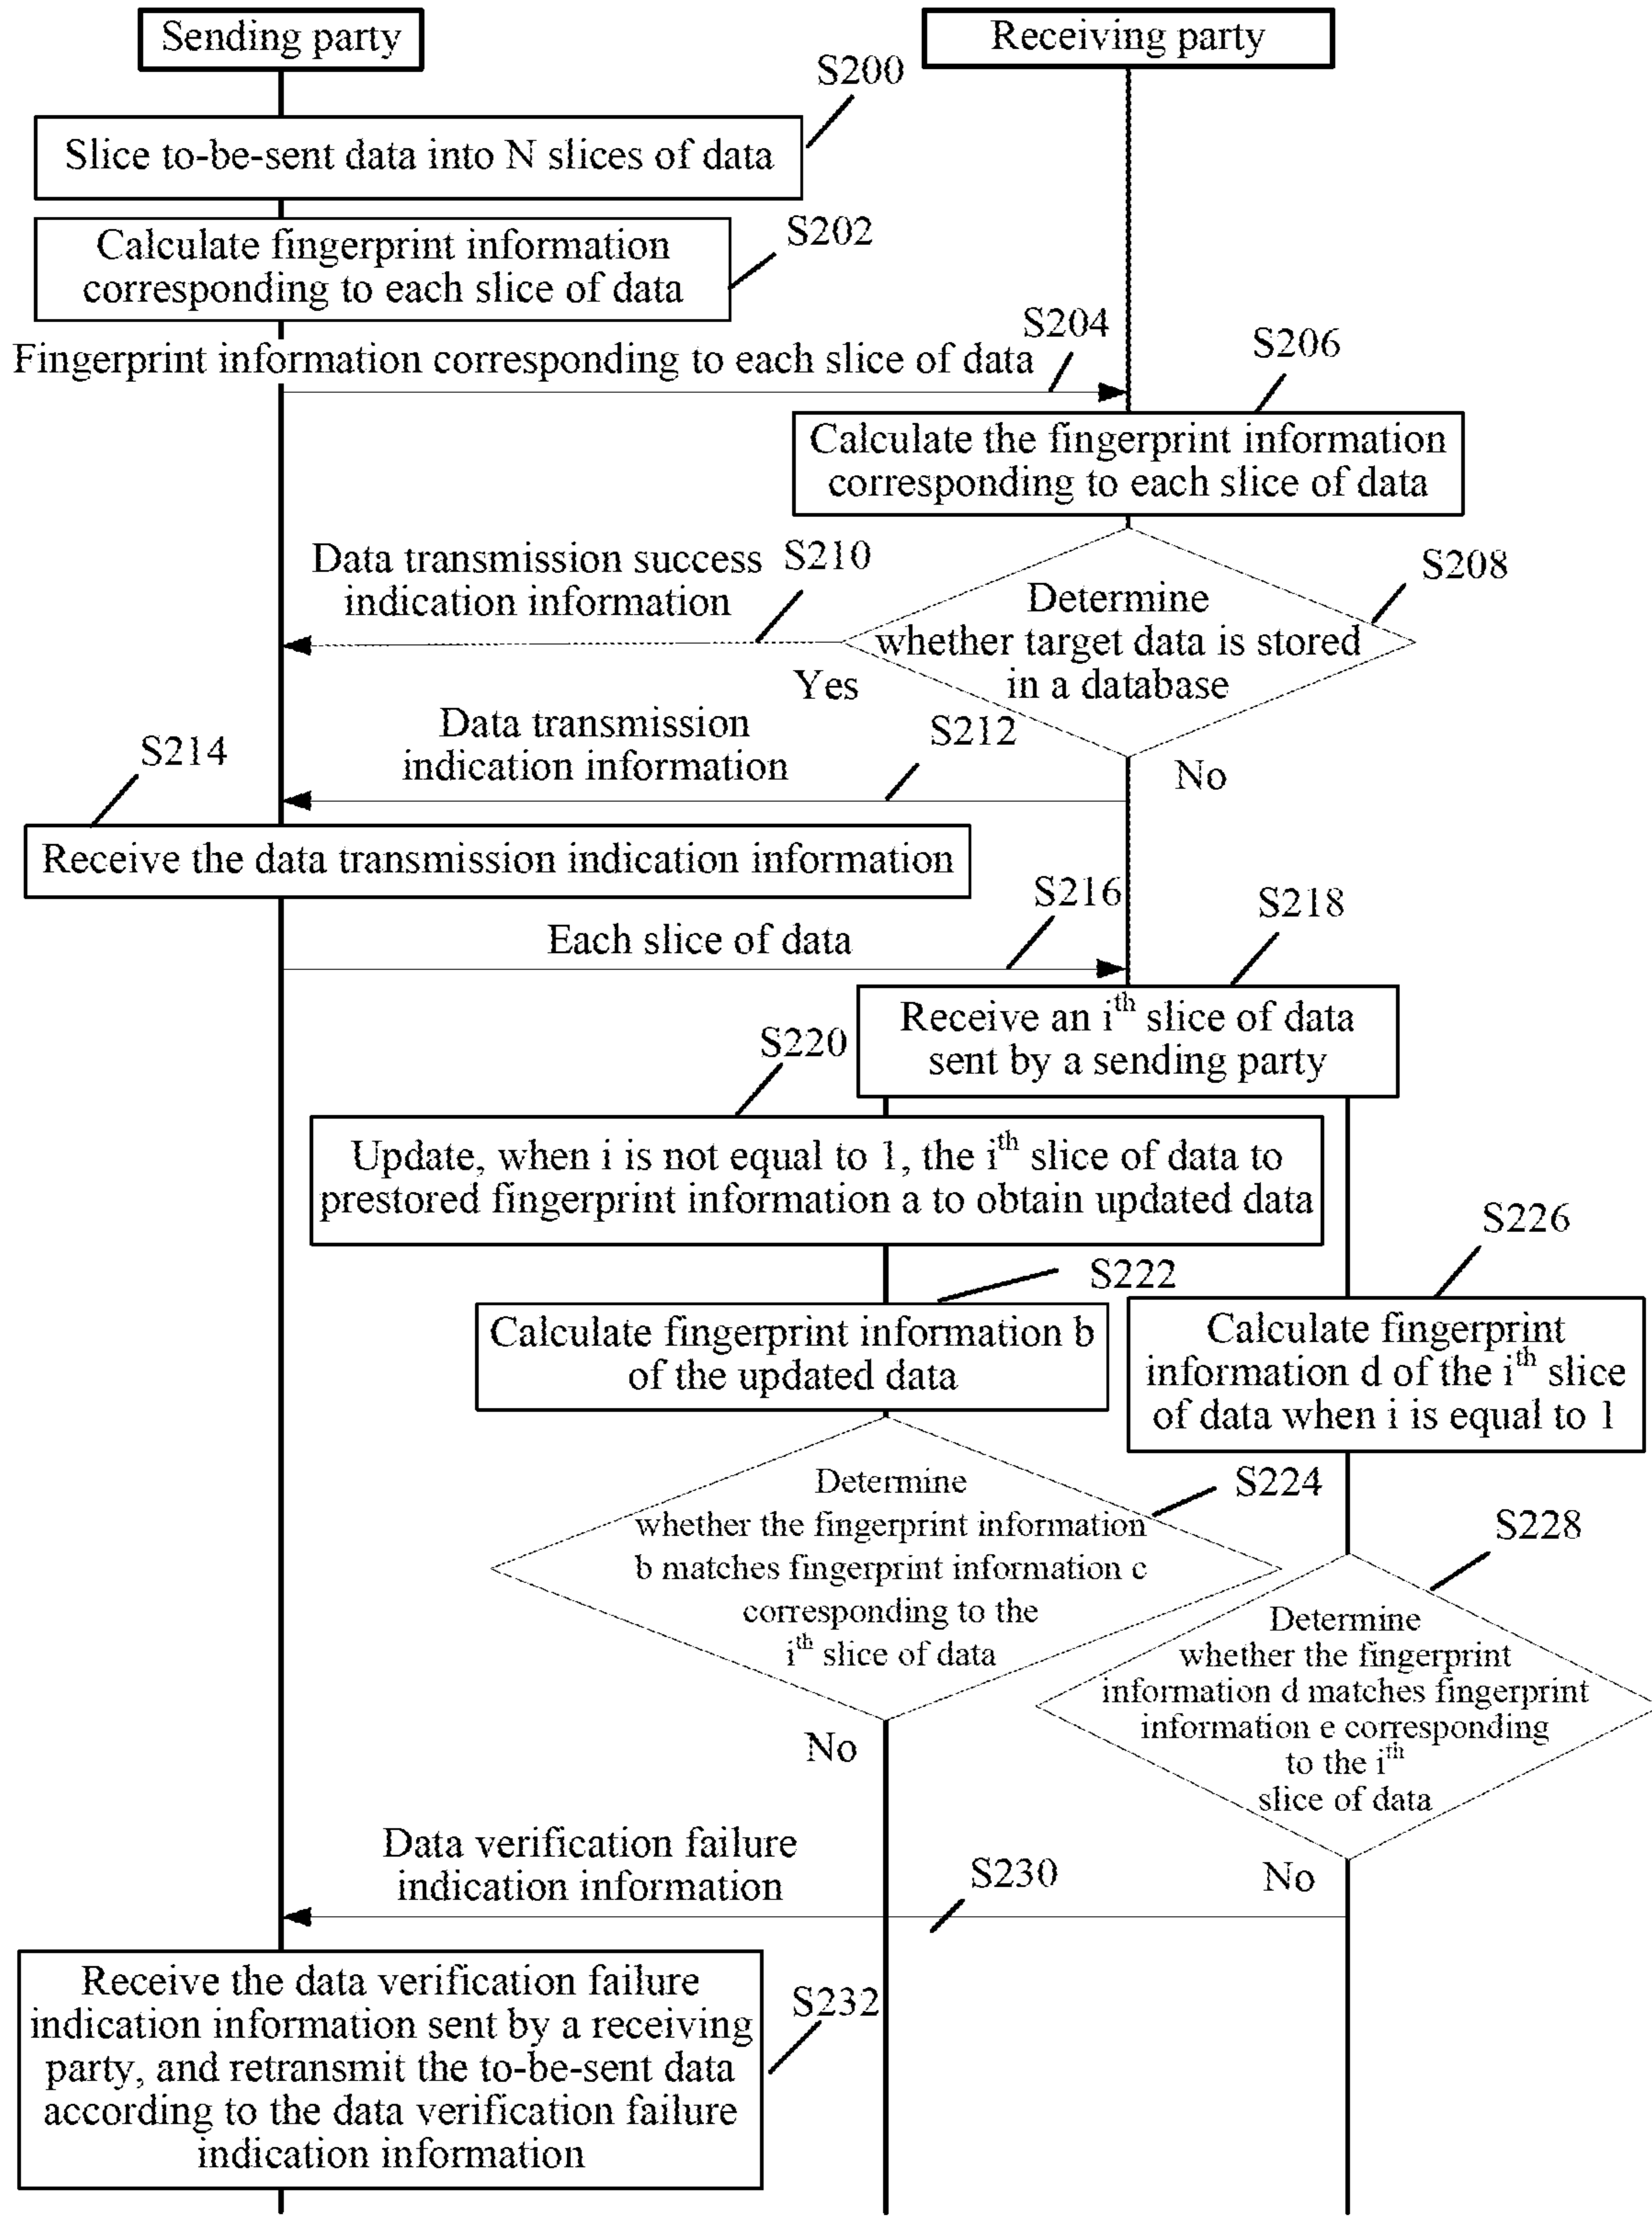 Sending party
Receiving party
S200
Slice to-be-sent data into N slices of data
S202
Calculate fingerprint information
corresponding to each slice of data
S204
Fingerprint information corresponding to each slice of data
S206
Calculate the fingerprint information
corresponding to each slice of data
Data transmission success
indication information
S210
S208
Determine
whether target data is stored
in a database
Yes
Data transmission
indication information
S212
No
S214
Receive the data transmission indication information
S216
Each slice of data
S218
Receive an ith slice of data
sent by a sending party
S220
Update, when i is not equal to 1, the ith slice of data to
prestored fingerprint information a to obtain updated data
S222
Calculate fingerprint information b
of the updated data
S226
Calculate fingerprint
information d of the ith slice
of data when i is equal to 1
S224
Determine
whether the fingerprint information
b matches fingerprint information c
corresponding to the
ith slice of data
No
S228
Determine
whether the fingerprint
information d matches fingerprint
information e corresponding
to the ith
slice of data
No
Data verification failure
indication information
S230
Receive the data verification failure
indication information sent by a receiving
party, and retransmit the to-be-sent data
according to the data verification failure
indication information
S232